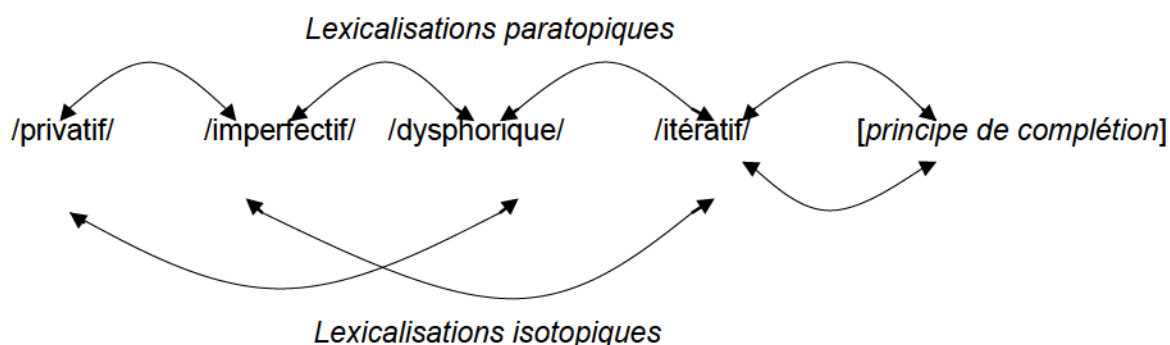 Lexicalisations paratopiques
/privatif/ /imperfectif/ /dysphorique/ /itératif/ [principe de complétion]
Lexicalisations isotopiques